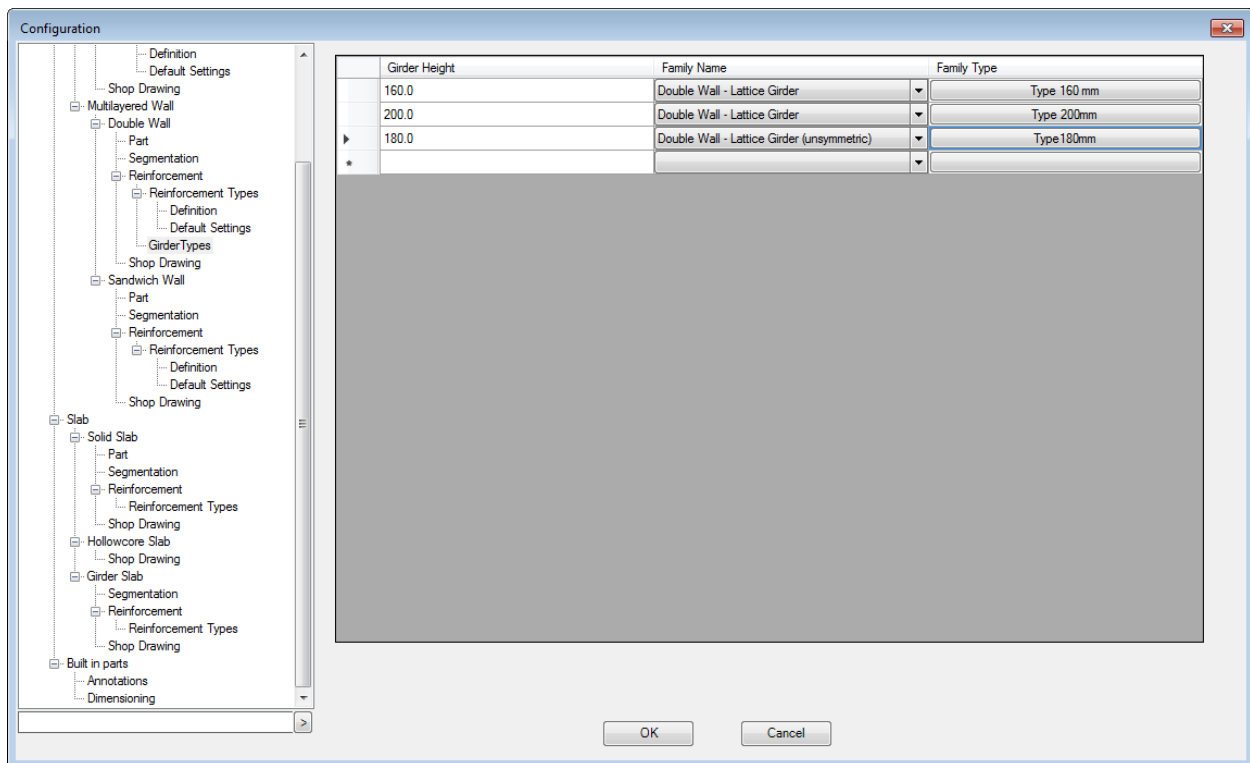 Configuration
Definition
Default Settings
Shop Drawing
Multilayered Wall
Double Wall
Part
Segmentation
Reinforcement
Reinforcement Types
Definition
Default Settings
GirderTypes
Shop Drawing
Sandwich Wall
Part
Segmentation
Reinforcement
Reinforcement Types
Definition
Default Settings
Shop Drawing
Slab
Solid Slab
Part
Segmentation
Reinforcement
Reinforcement Types
Shop Drawing
Hollowcore Slab
Shop Drawing
Girder Slab
Segmentation
Reinforcement
Reinforcement Types
Shop Drawing
Built in parts
Annotations
Dimensioning
>
Girder Height Family Name Family Type
160.0 Double Wall - Lattice Girder Type 160 mm
200.0 Double Wall - Lattice Girder Type 200mm
180.0 Double Wall - Lattice Girder (unsymmetric) Type180mm
*
OK Cancel